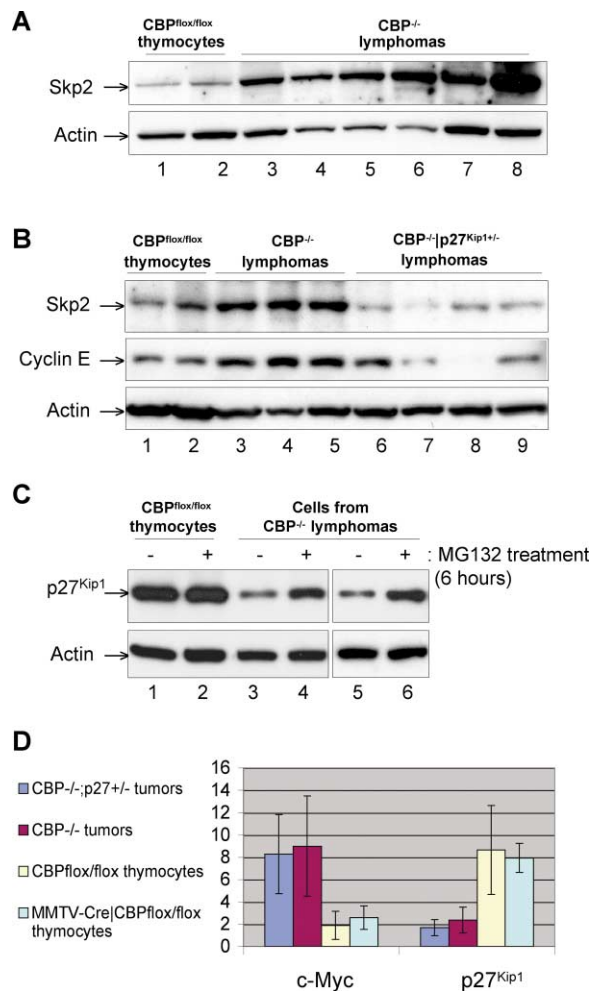 A
CBPflox/flox thymocytes
CBP-/- lymphomas
Skp2
Actin
1 2 3 4 5 6 7 8
B
CBPflox/flox thymocytes
CBP-/- lymphomas
CBP-/-|p27Kip1+/- lymphomas
Skp2
Cyclin E
Actin
1 2 3 4 5 6 7 8 9
C
CBPflox/flox thymocytes
Cells from CBP-/- lymphomas
- + - + - + : MG132 treatment (6 hours)
p27Kip1
Actin
1 2 3 4 5 6
D
CBP-/-;p27+/- tumors
CBP-/- tumors
CBPflox/flox thymocytes
MMTV-Cre|CBPflox/flox thymocytes
16
14
12
10
8
6
4
2
0
c-Myc p27Kip1